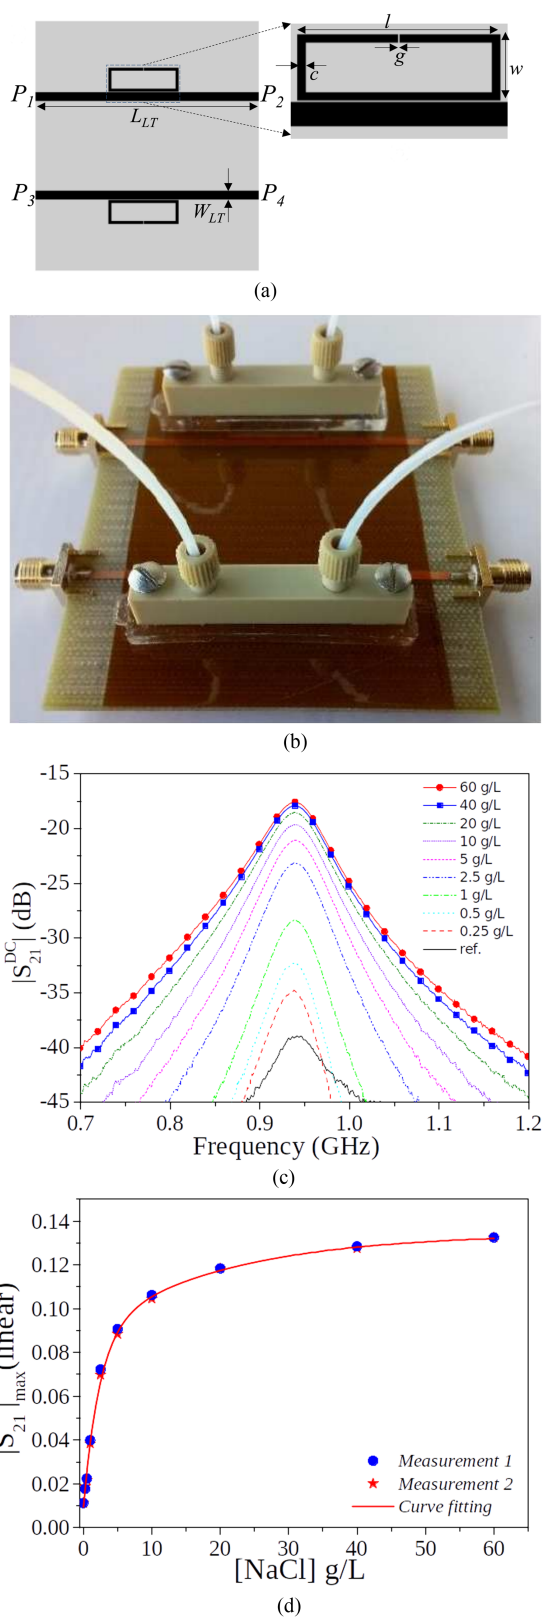 l
g
c
w
P1 P2
LLT
P3 P4
WLT
(a)
(b)
-15
-20
-25
-30
-35
-40
-45
|S21^DC| (dB)
60 g/L
40 g/L
20 g/L
10 g/L
5 g/L
2.5 g/L
1 g/L
0.5 g/L
0.25 g/L
ref.
0.7 0.8 0.9 1.0 1.1 1.2
Frequency (GHz)
(c)
0.14
0.12
0.10
0.08
0.06
0.04
0.02
0.00
|S21|max(linear)
Measurement 1
Measurement 2
Curve fitting
0 10 20 30 40 50 60
[NaCl] g/L
(d)